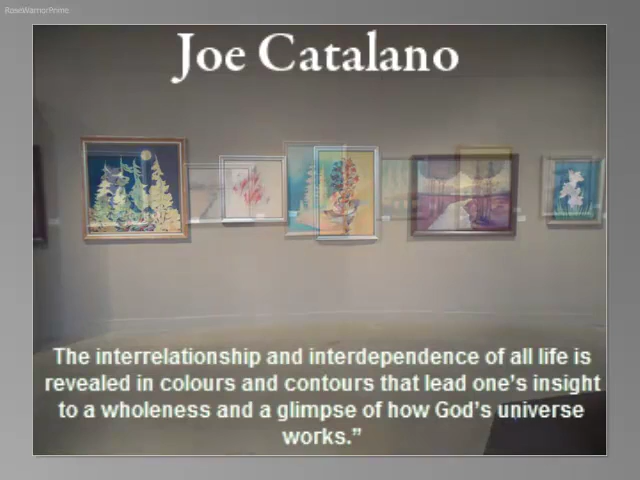 RoseWarriorPrime
Joe Catalano
The interrelationship and interdependence of all life is
revealed in colours and contours that lead one's insight
to a wholeness and a glimpse of how God's universe
works.”